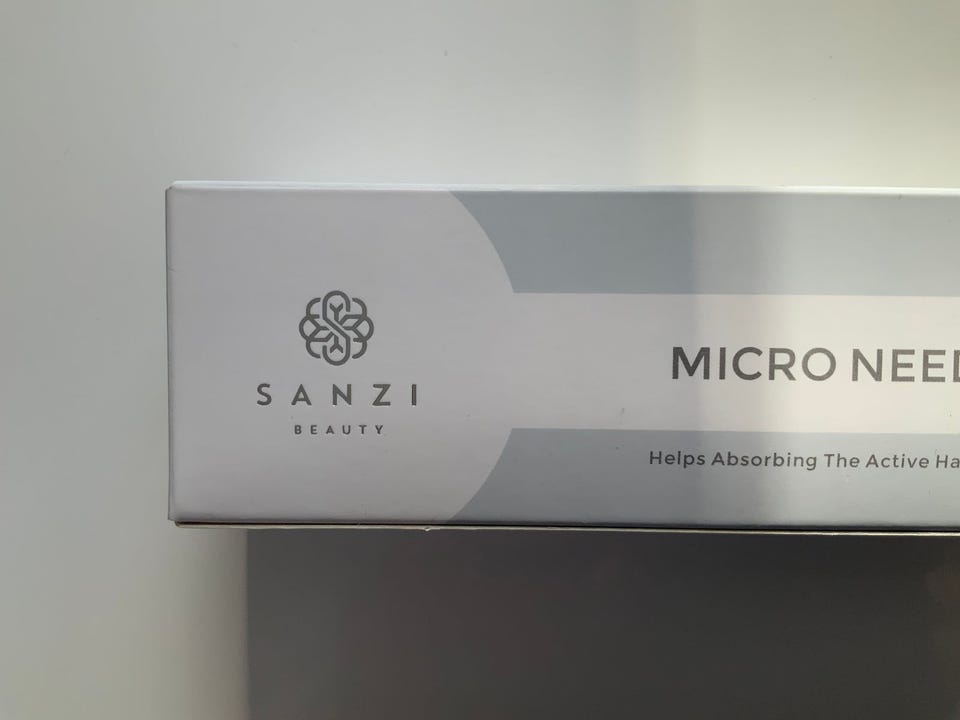 SANZI
BEAUTY
MICRO NEED
Helps Absorbing The Active Ha